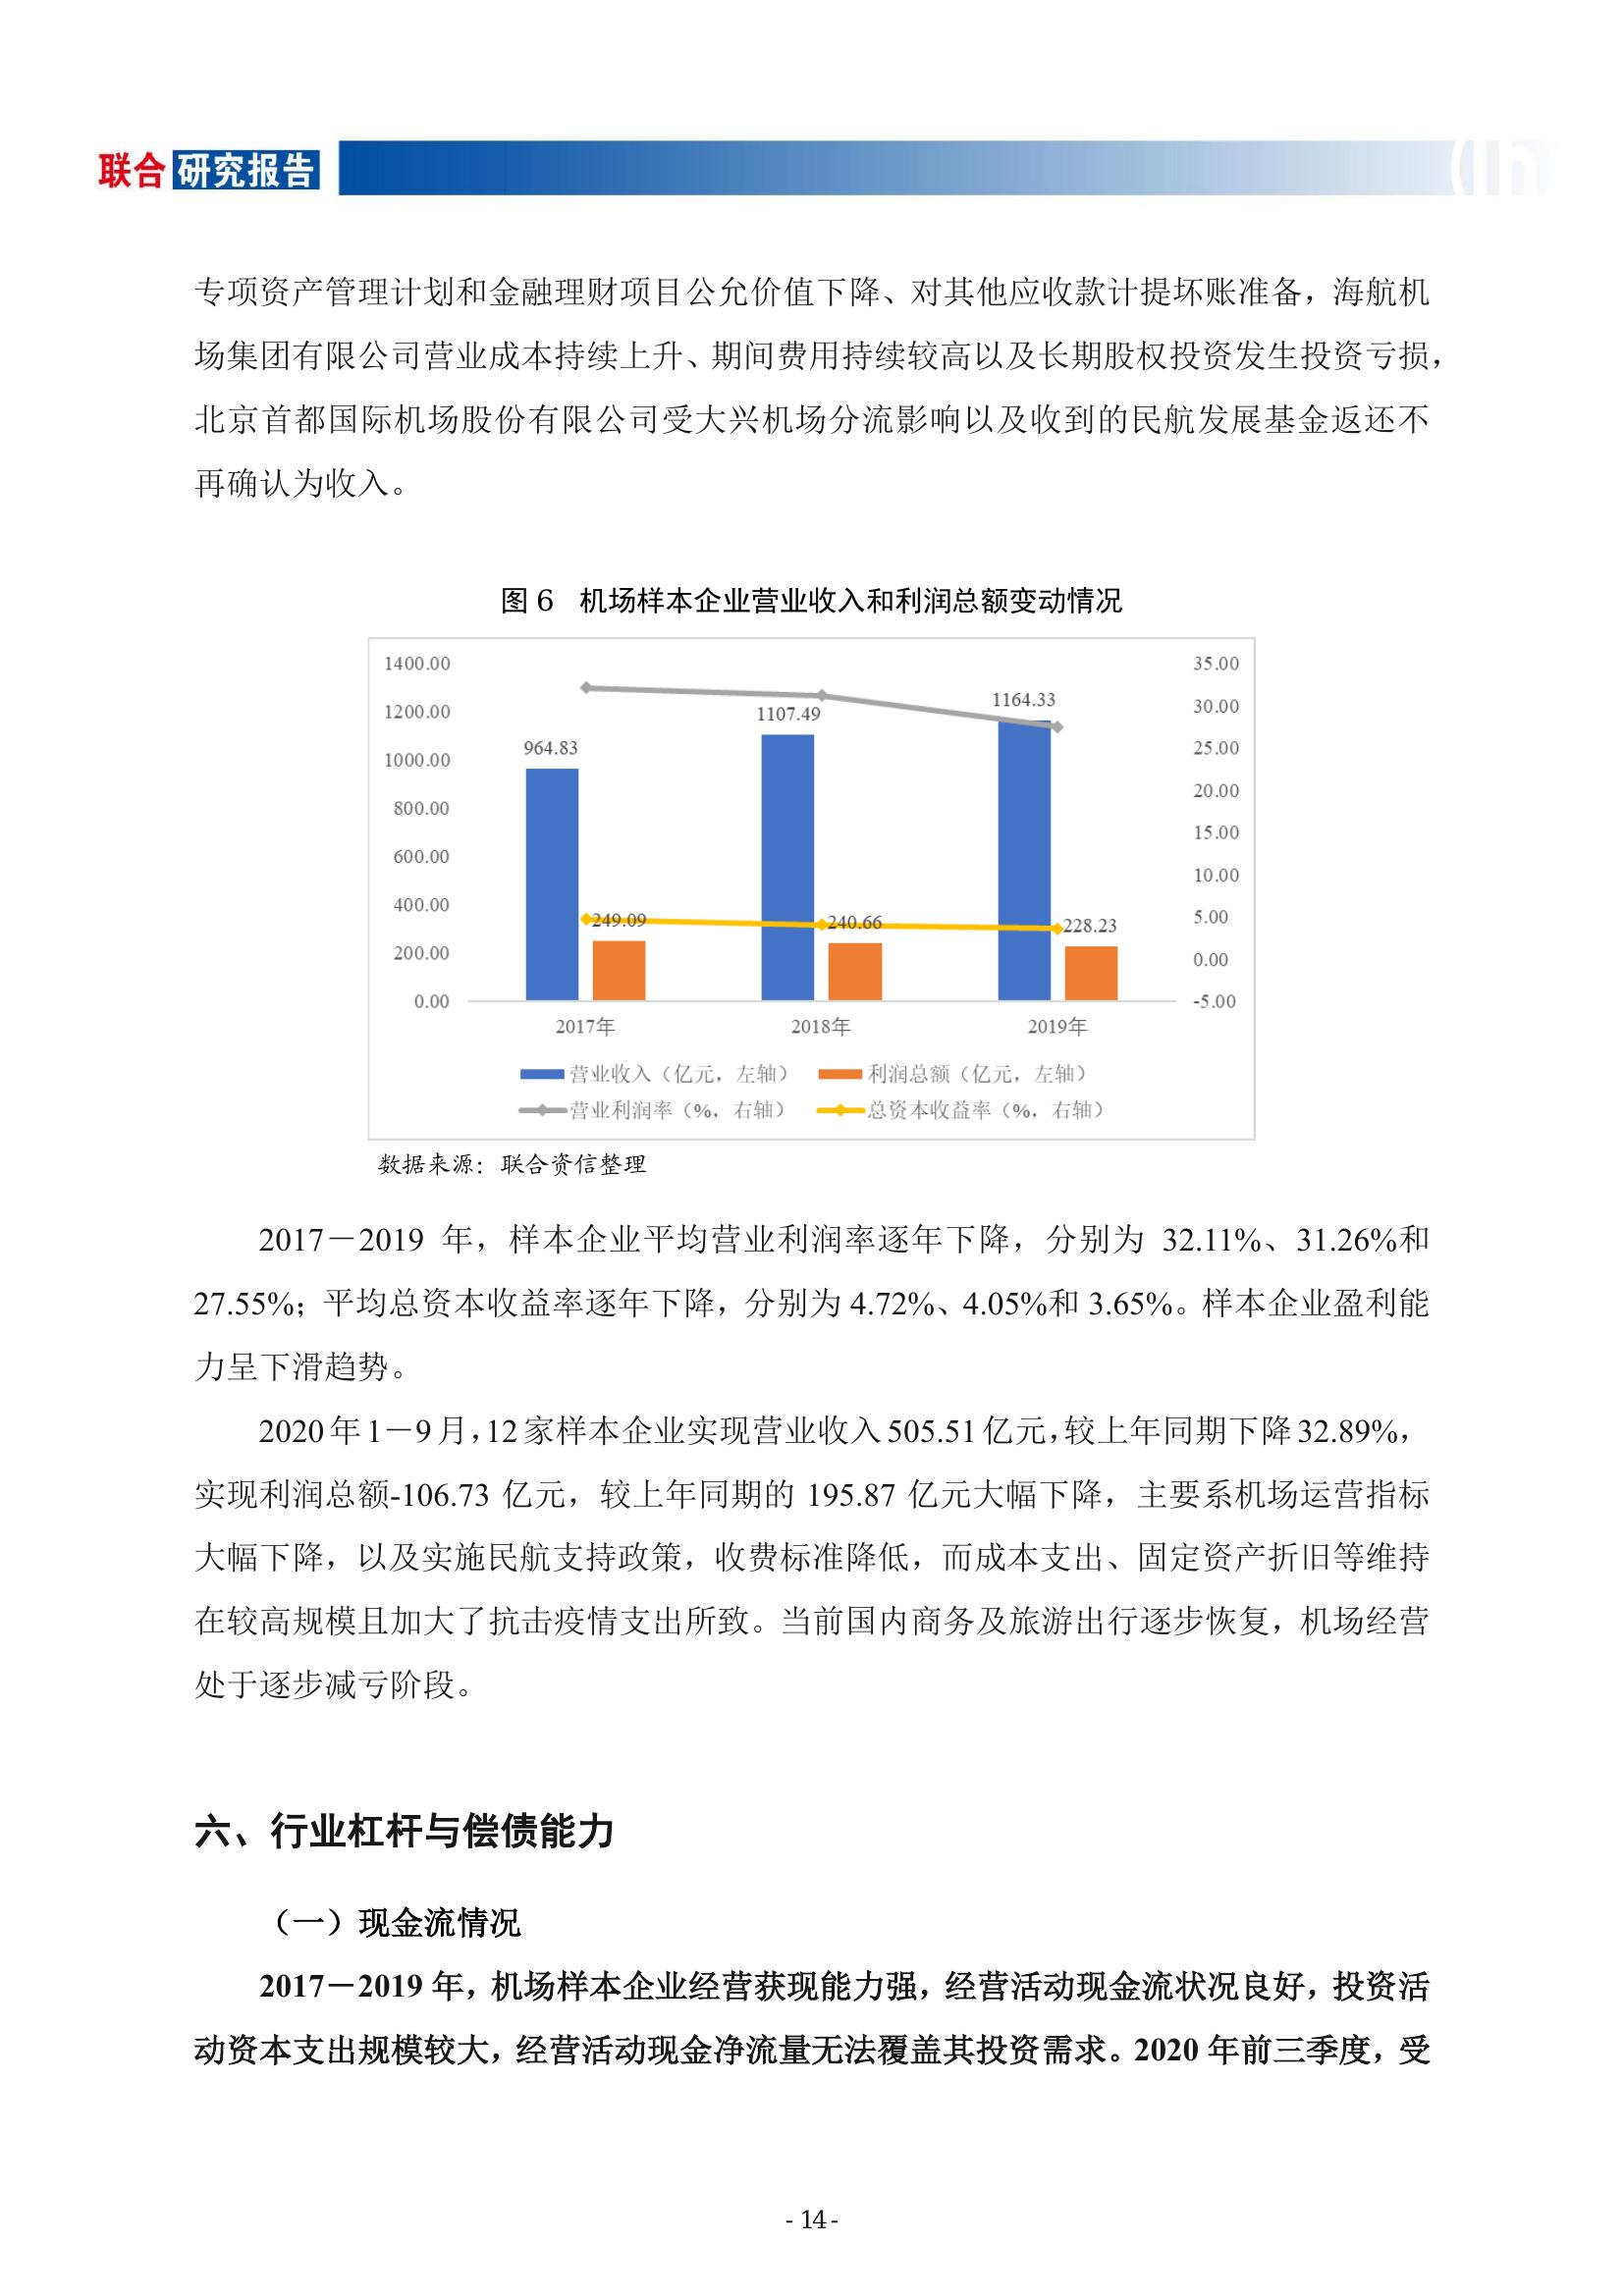 联合研究报告
专项资产管理计划和金融理财项目公允价值下降、对其他应收款计提坏账准备，海航机
场集团有限公司营业成本持续上升、期间费用持续较高以及长期股权投资发生投资亏损，
北京首都国际机场股份有限公司受大兴机场分流影响以及收到的民航发展基金返还不
再确认为收入。
图 6 机场样本企业营业收入和利润总额变动情况
1400.00
1200.00
1000.00
800.00
600.00
400.00
200.00
0.00
964.83
249.09
1107.49
240.66
1164.33
228.23
35.00
30.00
25.00
20.00
15.00
10.00
5.00
0.00
-5.00
2017年 2018年 2019年
营业收入（亿元，左轴） 利润总额（亿元，左轴）
营业利润率（%，右轴） 总资本收益率（%，右轴）
数据来源：联合资信整理
2017－2019 年，样本企业平均营业利润率逐年下降，分别为 32.11%、31.26%和
27.55%；平均总资本收益率逐年下降，分别为 4.72%、4.05%和 3.65%。样本企业盈利能
力呈下滑趋势。
2020 年 1－9 月，12 家样本企业实现营业收入 505.51 亿元，较上年同期下降 32.89%，
实现利润总额-106.73 亿元，较上年同期的 195.87 亿元大幅下降，主要系机场运营指标
大幅下降，以及实施民航支持政策，收费标准降低，而成本支出、固定资产折旧等维持
在较高规模且加大了抗击疫情支出所致。当前国内商务及旅游出行逐步恢复，机场经营
处于逐步减亏阶段。
六、行业杠杆与偿债能力
（一）现金流情况
2017－2019 年，机场样本企业经营获现能力强，经营活动现金流状况良好，投资活
动资本支出规模较大，经营活动现金净流量无法覆盖其投资需求。2020 年前三季度，受
- 14 -